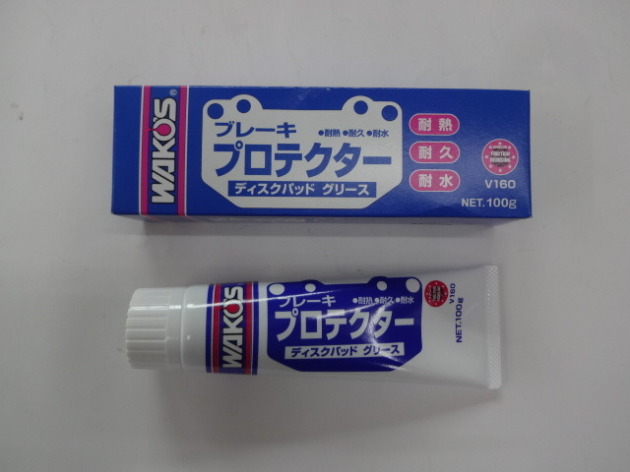 WAKO'S®
ブレーキ
•耐熱 •耐久 •耐水
プロテクター
ディスクパッド グリース
耐熱
耐久
耐水
V160
NET.100g
WAKO'S
ブレーキ
•耐熱 •耐久 •耐水
プロテクター
ディスクパッド グリース
V160
NET.100g